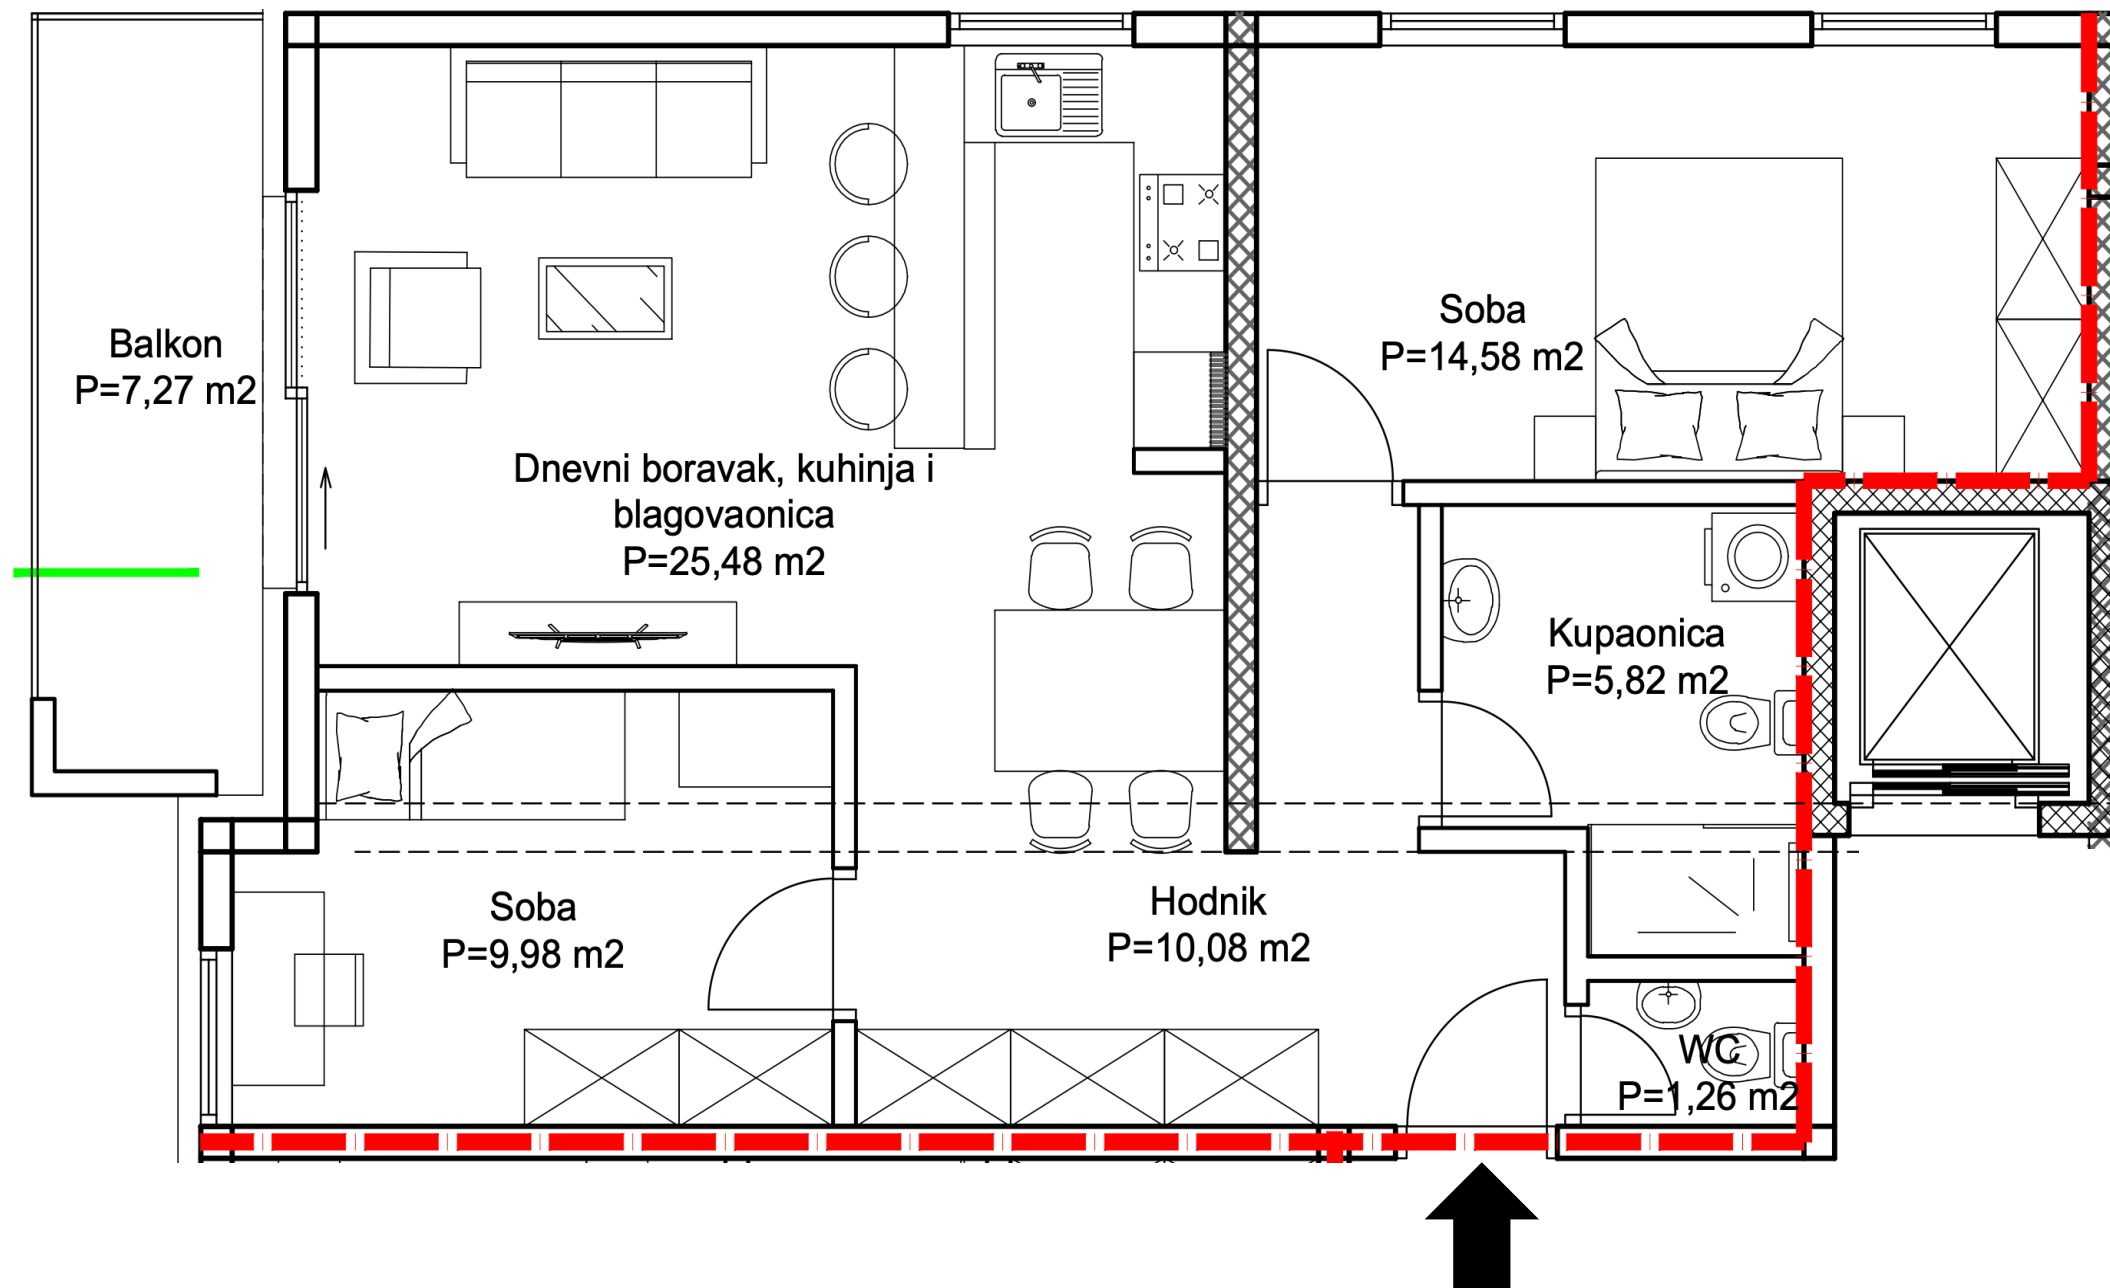 Balkon
P=7,27 m2
Dnevni boravak, kuhinja i
blagovaonica
P=25,48 m2
Soba
P=14,58 m2
Kupaonica
P=5,82 m2
Soba
P=9,98 m2
Hodnik
P=10,08 m2
WC
P=1,26 m2